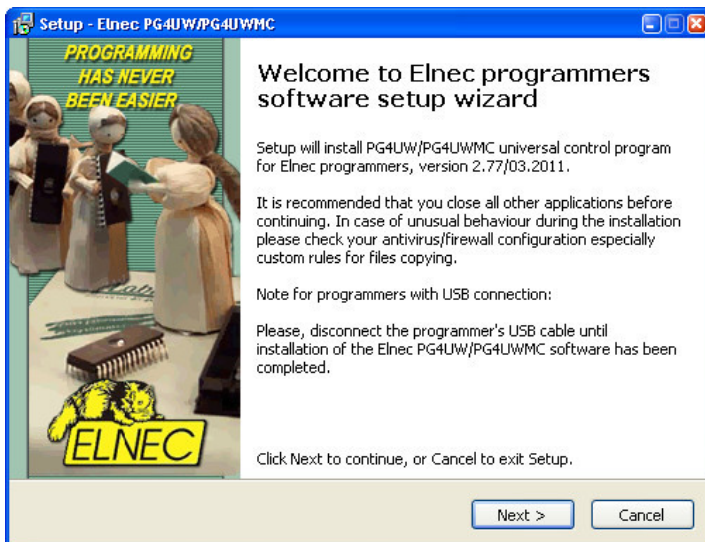 Setup - Elnec PG4UW/PG4UWMC
PROGRAMMING
HAS NEVER
BEEN EASIER
Welcome to Elnec programmers
software setup wizard
Setup will install PG4UW/PG4UWMC universal control program
for Elnec programmers, version 2.77/03.2011.
It is recommended that you close all other applications before
continuing. In case of unusual behaviour during the installation
please check your antivirus/firewall configuration especially
custom rules for files copying.
Note for programmers with USB connection:
Please, disconnect the programmer's USB cable until
installation of the Elnec PG4UW/PG4UWMC software has been
completed.
ELNEC
Click Next to continue, or Cancel to exit Setup.
Next >
Cancel